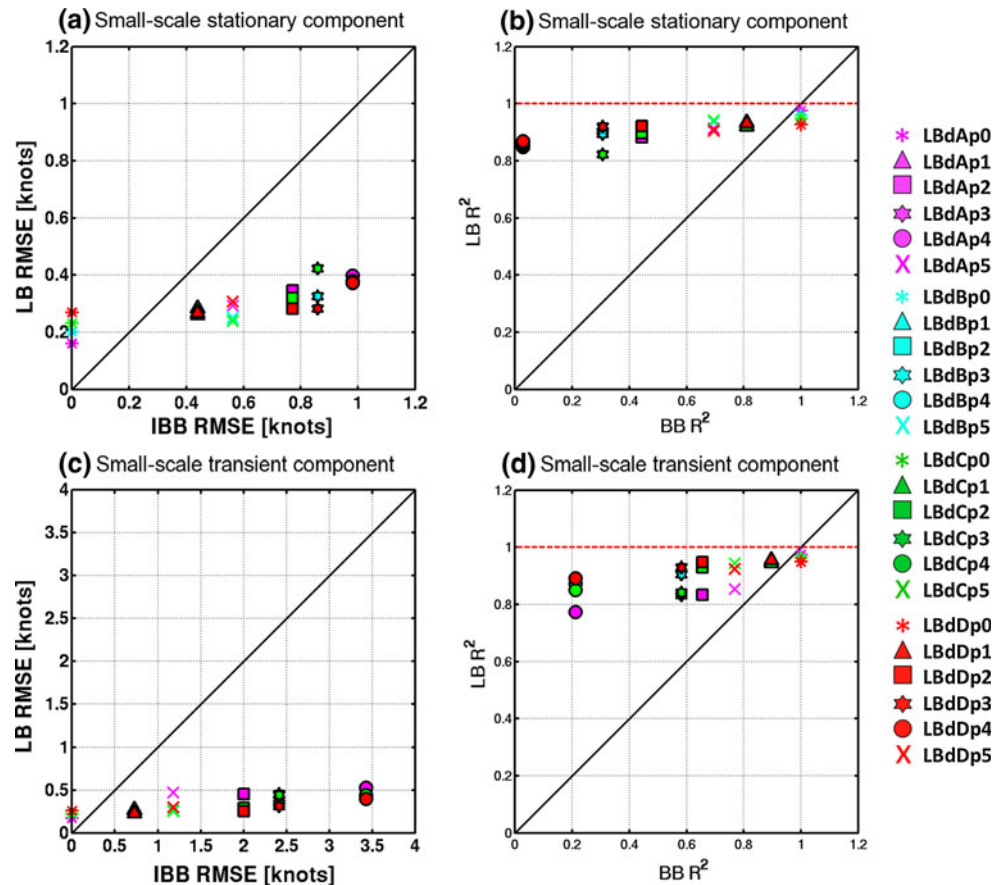 (a) Small-scale stationary component
1.2
1
0.8
0.6
0.4
0.2
0
LB RMSE [knots]
0 0.2 0.4 0.6 0.8 1 1.2
IBB RMSE [knots]
(b) Small-scale stationary component
1.2
1
0.8
0.6
0.4
0.2
0
LB R²
0 0.2 0.4 0.6 0.8 1 1.2
BB R²
(c) Small-scale transient component
4
3.5
3
2.5
2
1.5
1
0.5
0
LB RMSE [knots]
0 0.5 1 1.5 2 2.5 3 3.5 4
IBB RMSE [knots]
(d) Small-scale transient component
1.2
1
0.8
0.6
0.4
0.2
0
LB R²
0 0.2 0.4 0.6 0.8 1 1.2
BB R²
LBdAp0
LBdAp1
LBdAp2
LBdAp3
LBdAp4
LBdAp5
LBdBp0
LBdBp1
LBdBp2
LBdBp3
LBdBp4
LBdBp5
LBdCp0
LBdCp1
LBdCp2
LBdCp3
LBdCp4
LBdCp5
LBdDp0
LBdDp1
LBdDp2
LBdDp3
LBdDp4
LBdDp5